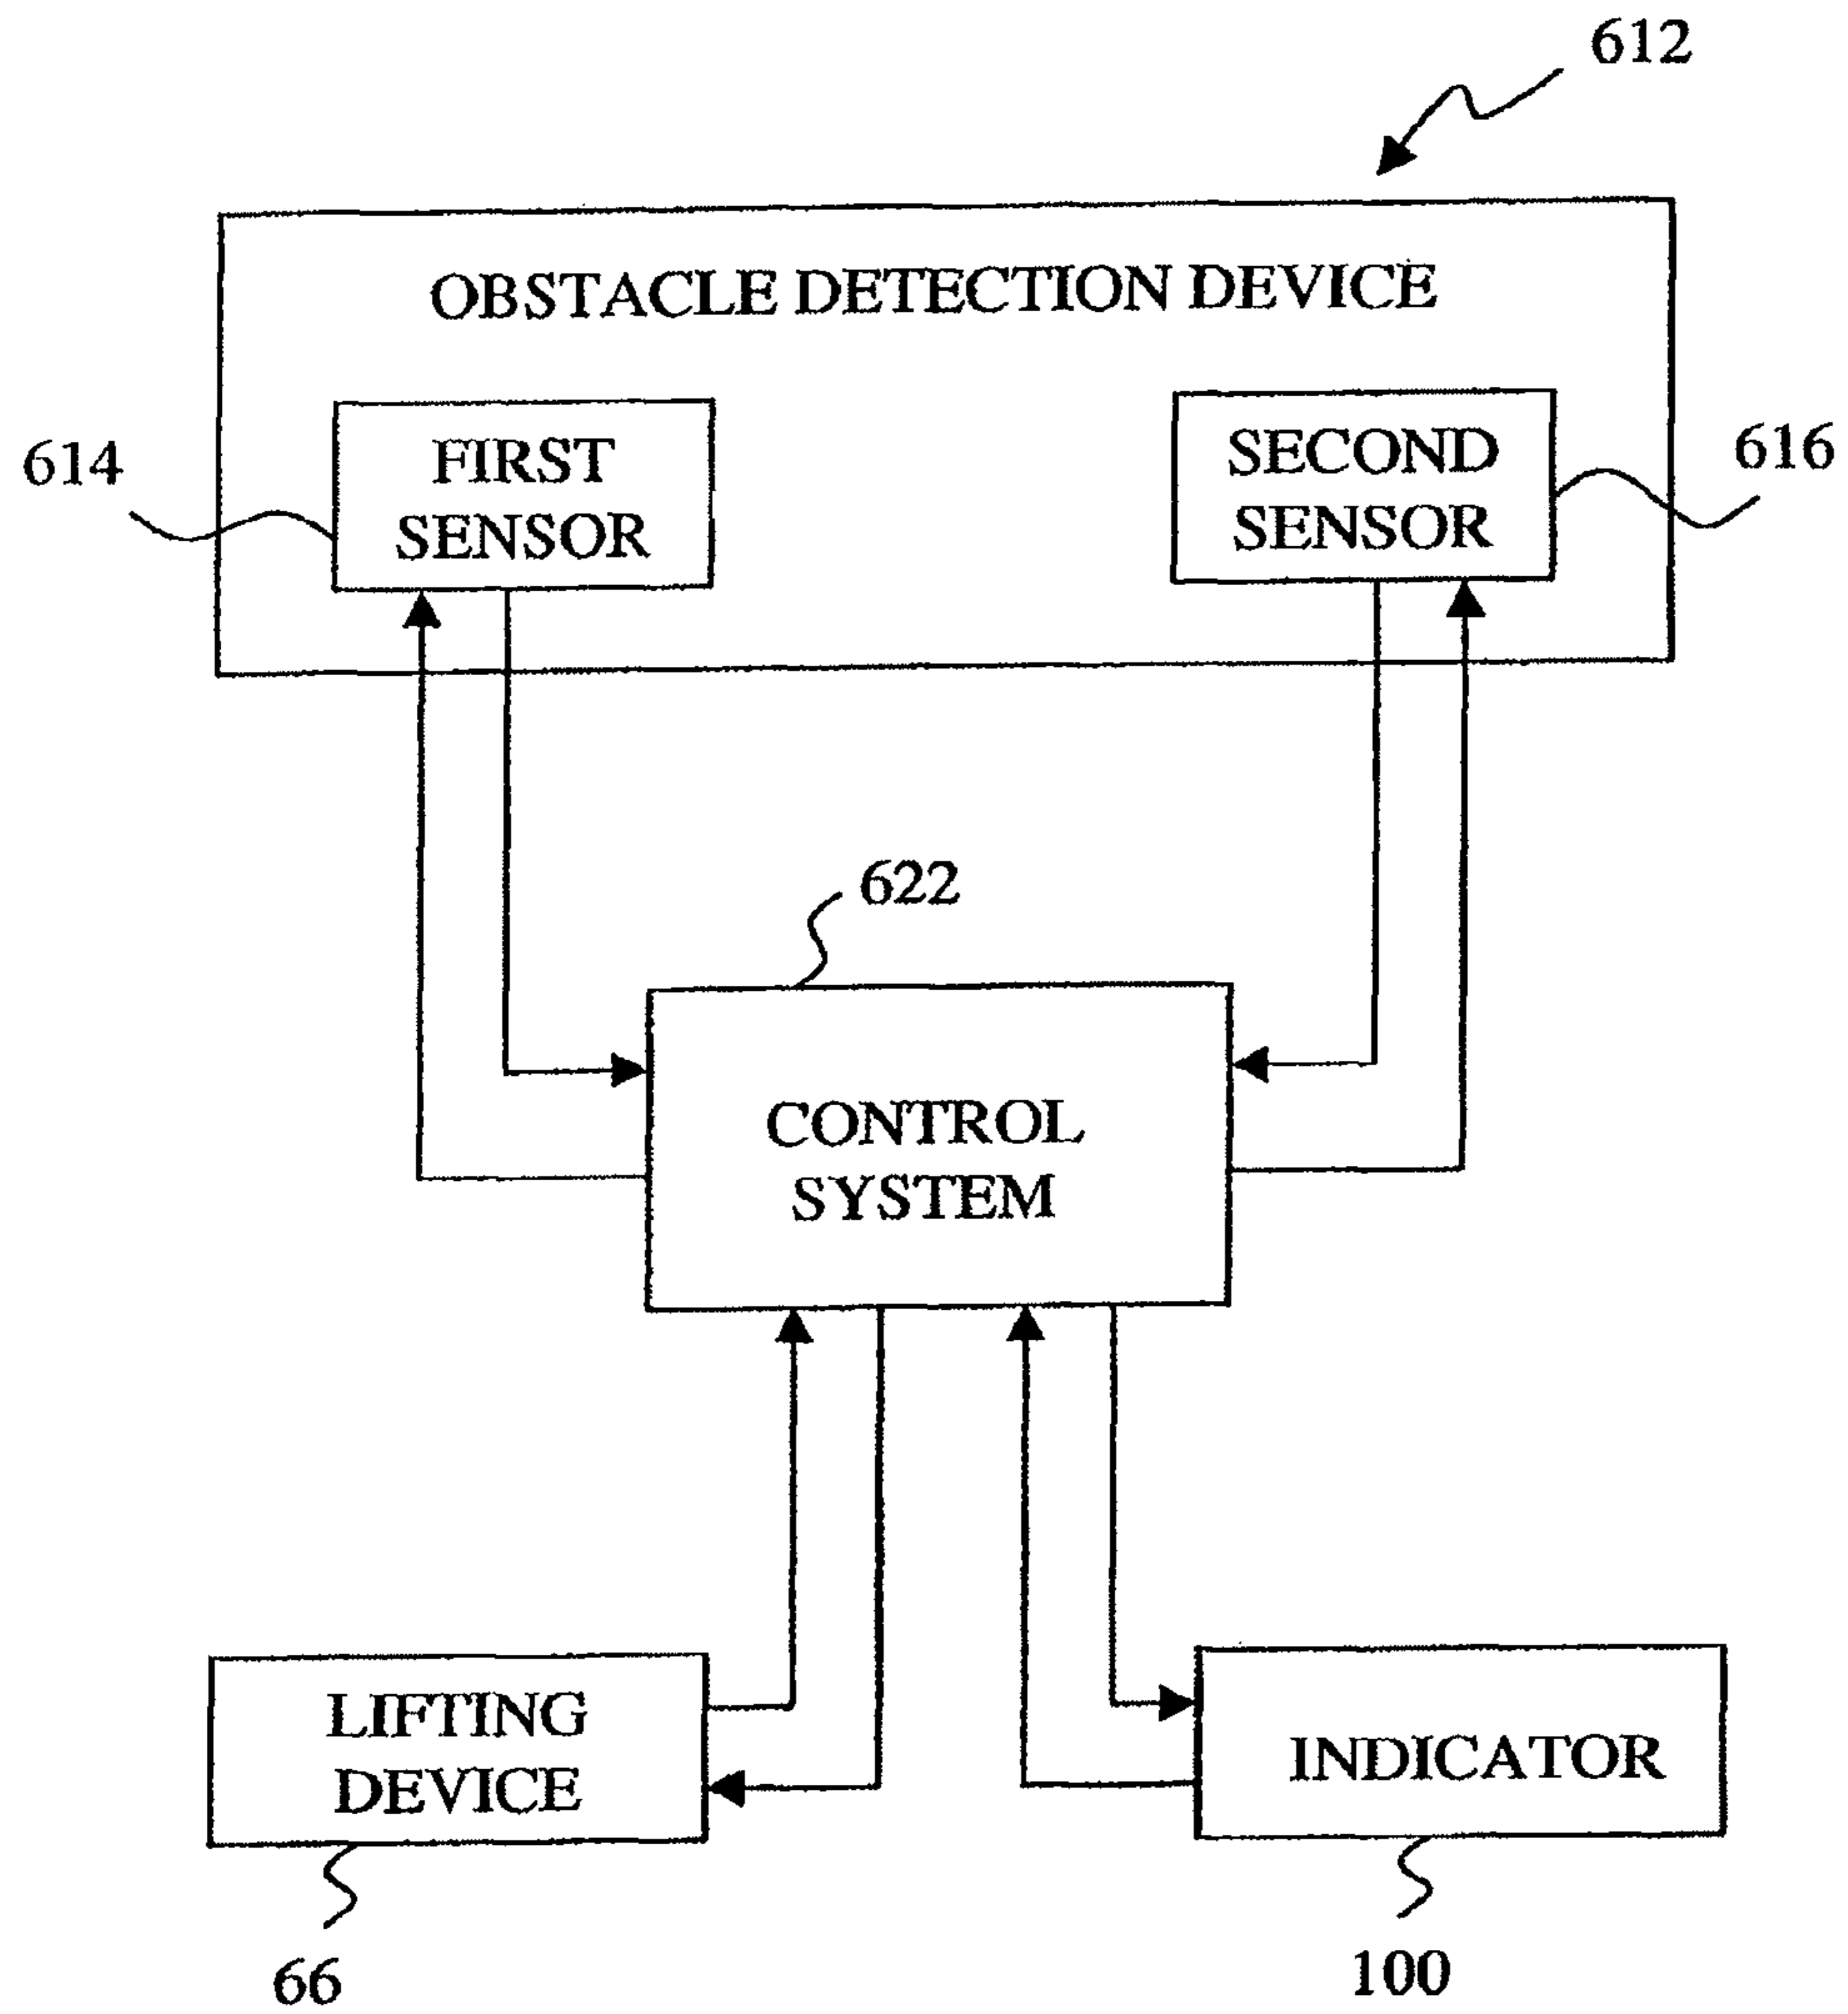 612
OBSTACLE DETECTION DEVICE
614
FIRST
SENSOR
SECOND
SENSOR
616
622
CONTROL
SYSTEM
LIFTING
DEVICE
INDICATOR
66
100